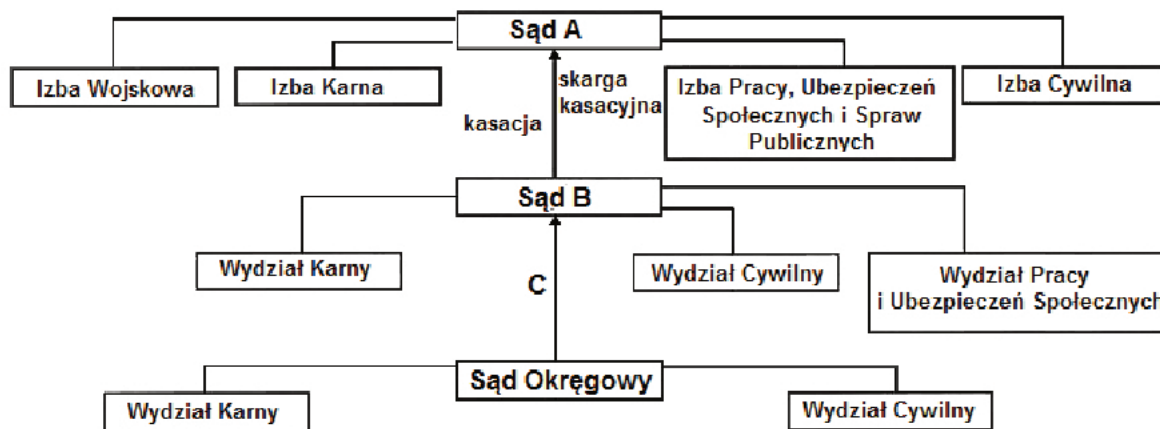 Sąd A
Izba Wojskowa
Izba Karna
Izba Pracy, Ubezpieczeń
Społecznych i Spraw
Publicznych
Izba Cywilna
kasacja
skarga
kasacyjna
Sąd B
Wydział Karny
Wydział Cywilny
Wydział Pracy
i Ubezpieczeń Społecznych
C
Sąd Okręgowy
Wydział Karny
Wydział Cywilny